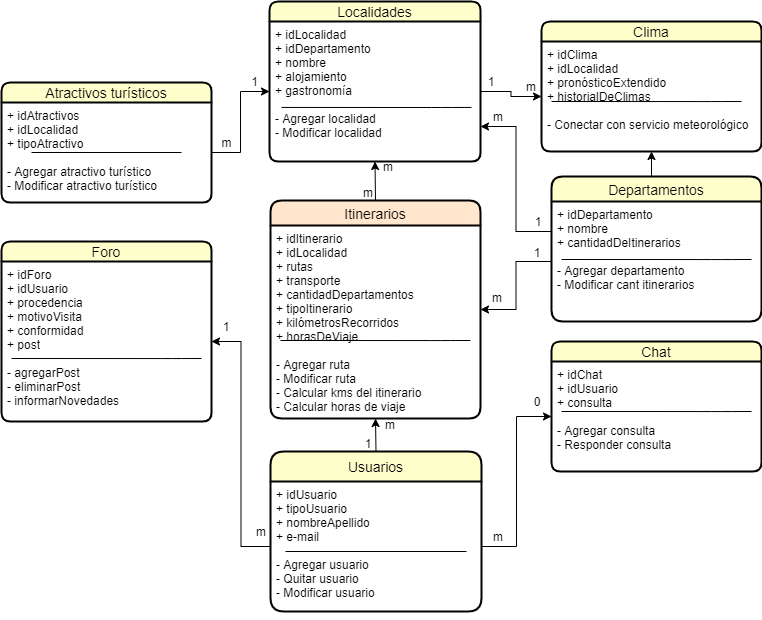 Localidades
+ idLocalidad
+ idDepartamento
+ nombre
+ alojamiento
+ gastronomía
- Agregar localidad
- Modificar localidad
Clima
+ idClima
+ idLocalidad
+ pronósticoExtendido
+ historialDeClimas
- Conectar con servicio meteorológico
Atractivos turísticos
+ idAtractivos
+ idLocalidad
+ tipoAtractivo
- Agregar atractivo turístico
- Modificar atractivo turístico
1
m
1
m
m
1
1
m
m
m
Departamentos
+ idDepartamento
+ nombre
+ cantidadDeItinerarios
- Agregar departamento
- Modificar cant itinerarios
Itinerarios
+ idItinerario
+ idLocalidad
+ rutas
+ transporte
+ cantidadDepartamentos
+ tipoItinerario
+ kilómetrosRecorridos
+ horasDeViaje
- Agregar ruta
- Modificar ruta
- Calcular kms del itinerario
- Calcular horas de viaje
Foro
+ idForo
+ idUsuario
+ procedencia
+ motivoVisita
+ conformidad
+ post
- agregarPost
- eliminarPost
- informarNovedades
1
m
m
1
0
m
Chat
+ idChat
+ idUsuario
+ consulta
- Agregar consulta
- Responder consulta
Usuarios
+ idUsuario
+ tipoUsuario
+ nombreApellido
+ e-mail
- Agregar usuario
- Quitar usuario
- Modificar usuario